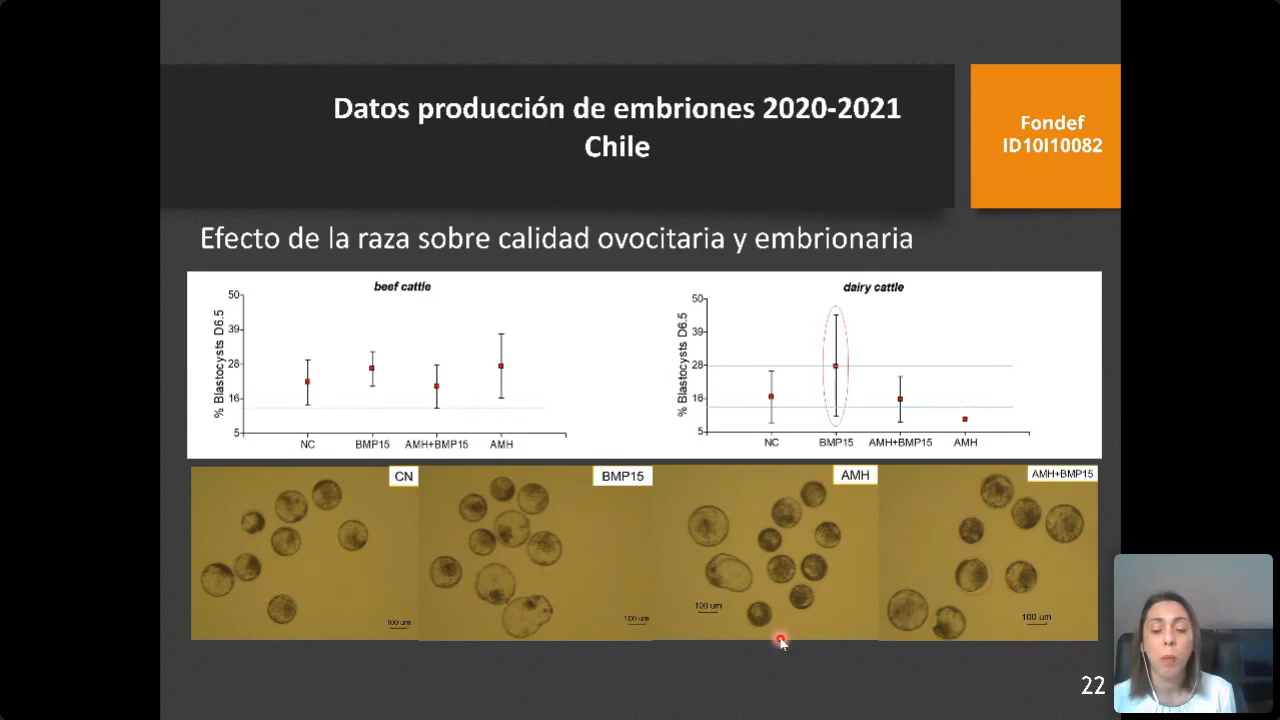 Datos producción de embriones 2020-2021
Chile
Fondef
ID10I10082
Efecto de la raza sobre calidad ovocitaria y embrionaria
beef cattle
% Blastocysts D6.5
50
39
28
16
5
NC BMP15 AMH+BMP15 AMH
dairy cattle
% Blastocysts D6.5
50
39
28
16
5
NC BMP15 AMH+BMP15 AMH
CN
100 um
BMP15
100 um
AMH
100 um
AMH+BMP15
100 um
22